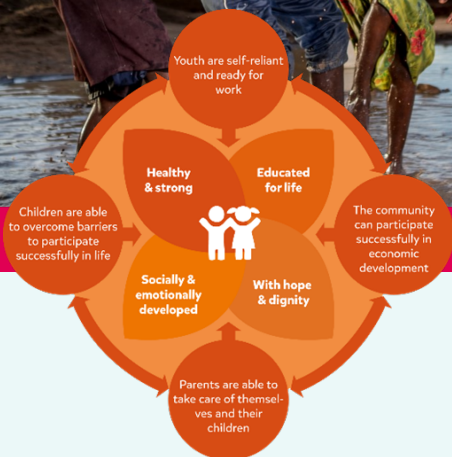 Youth are self-reliant
and ready for
work
Healthy
& strong
Educated
for life
Children are able
to overcome barriers
to participate
successfully in life
The community
can participate
successfully in
economic
development
Socially &
emotionally
developed
With hope
& dignity
Parents are able to
take care of themsel-
ves and their
children